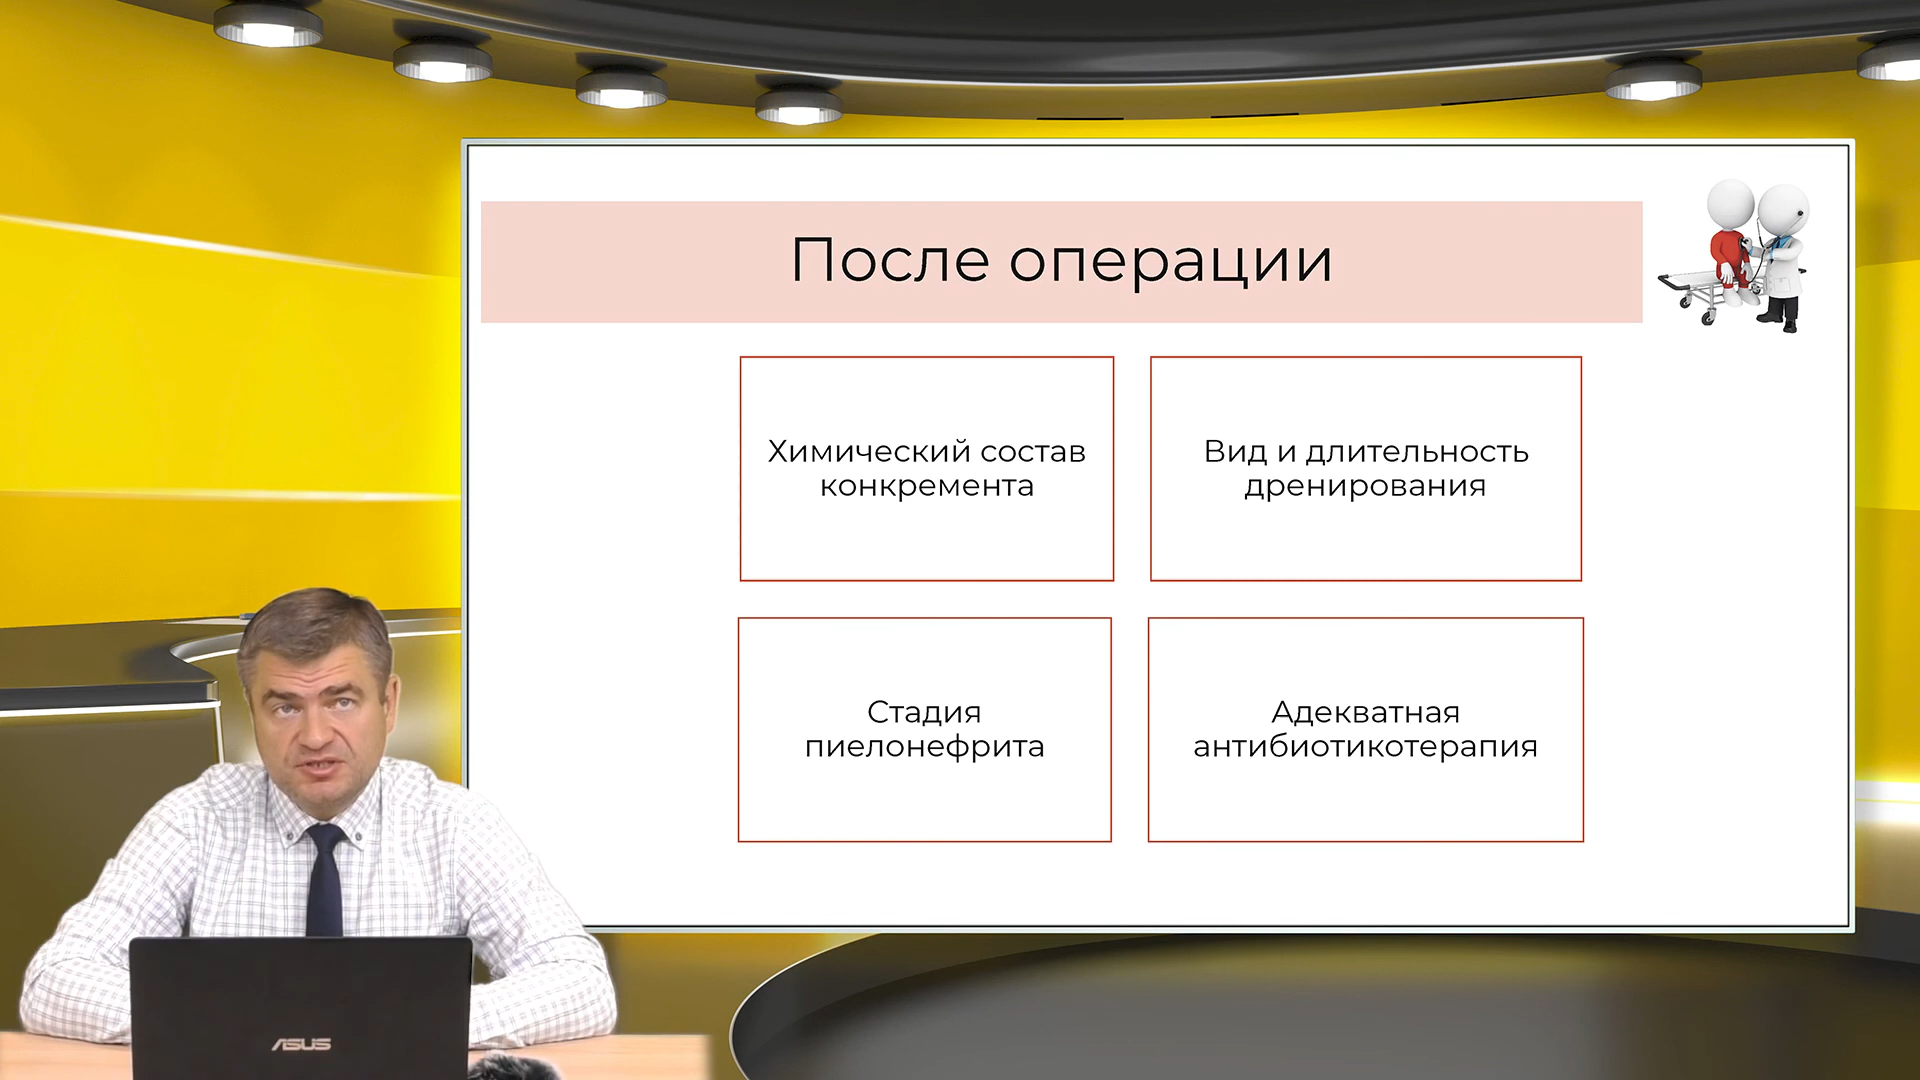 После операции
Химический состав
конкремента
Вид и длительность
дренирования
Стадия
пиелонефрита
Адекватная
антибиотикотерапия
ASUS